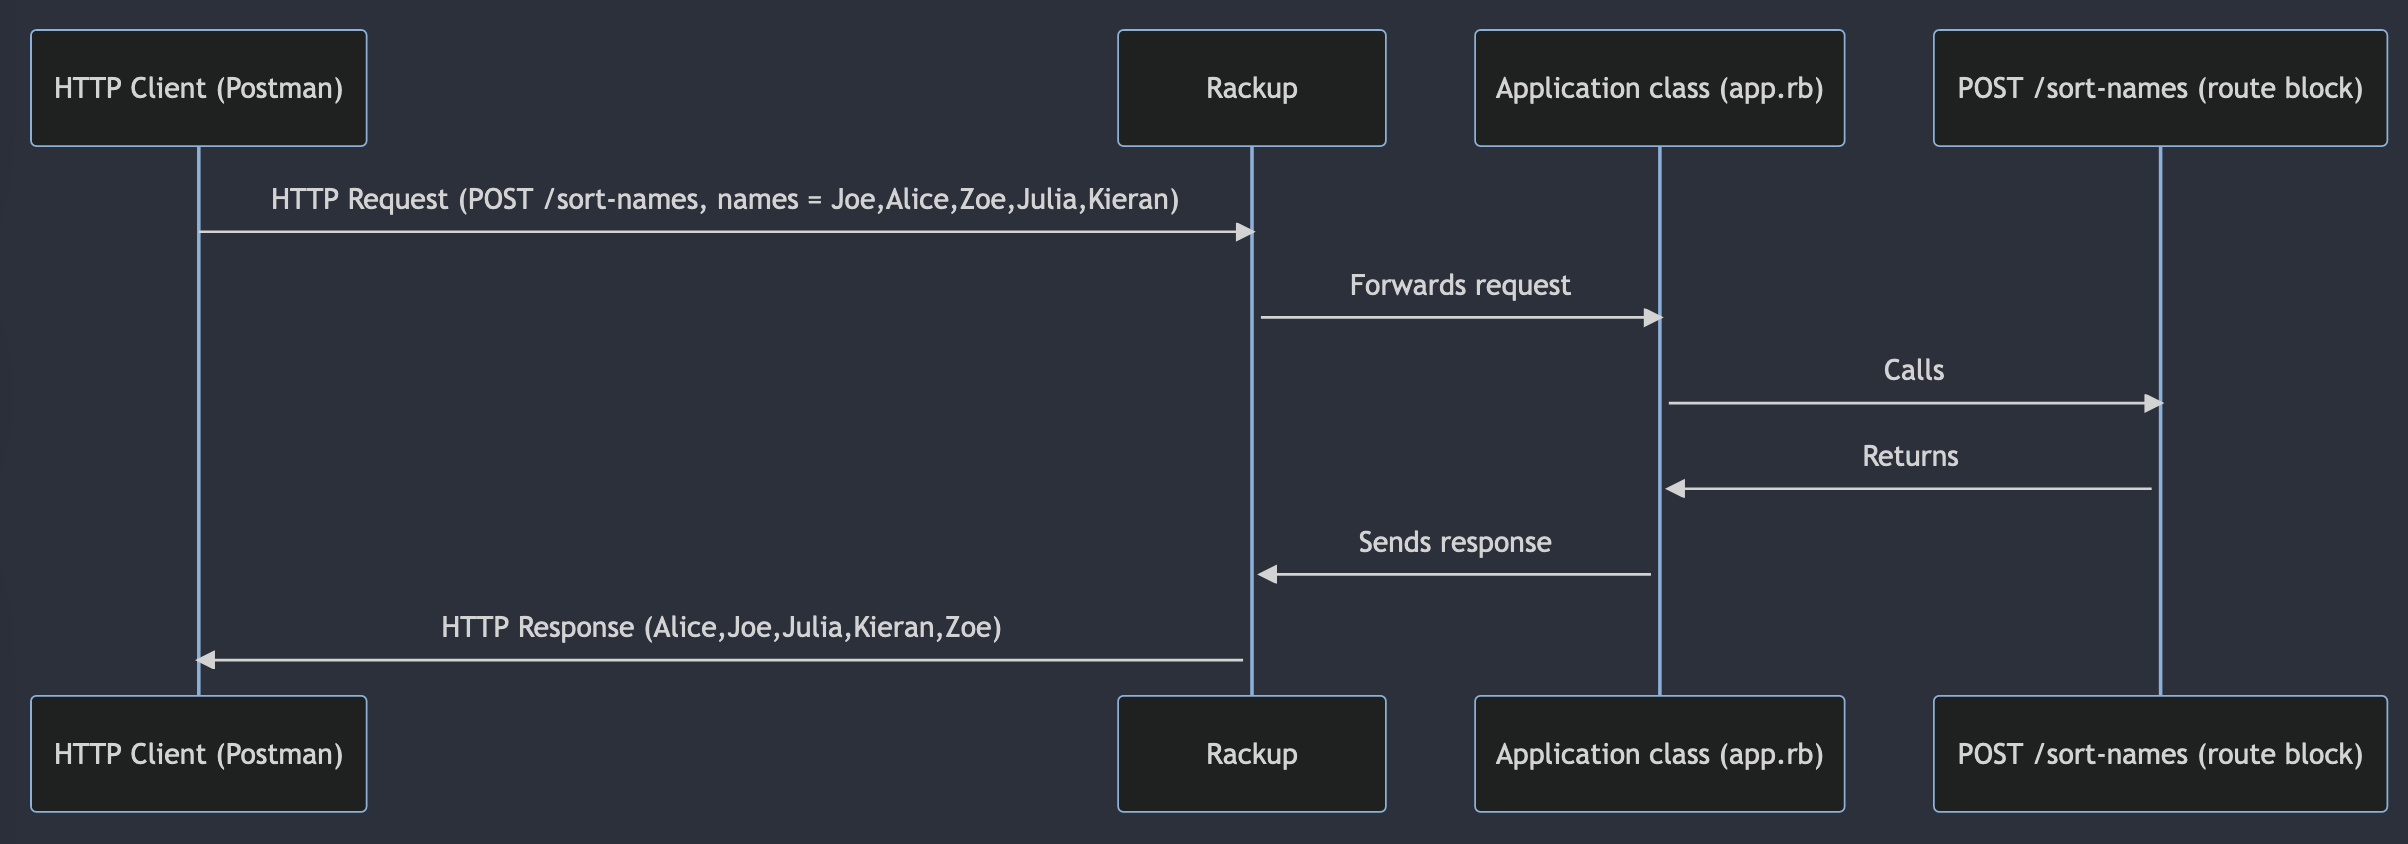 HTTP Client (Postman)
Rackup
Application class (app.rb)
POST /sort-names (route block)
HTTP Request (POST /sort-names, names = Joe,Alice,Zoe,Julia,Kieran)
Forwards request
Calls
Returns
Sends response
HTTP Response (Alice,Joe,Julia,Kieran,Zoe)
HTTP Client (Postman)
Rackup
Application class (app.rb)
POST /sort-names (route block)